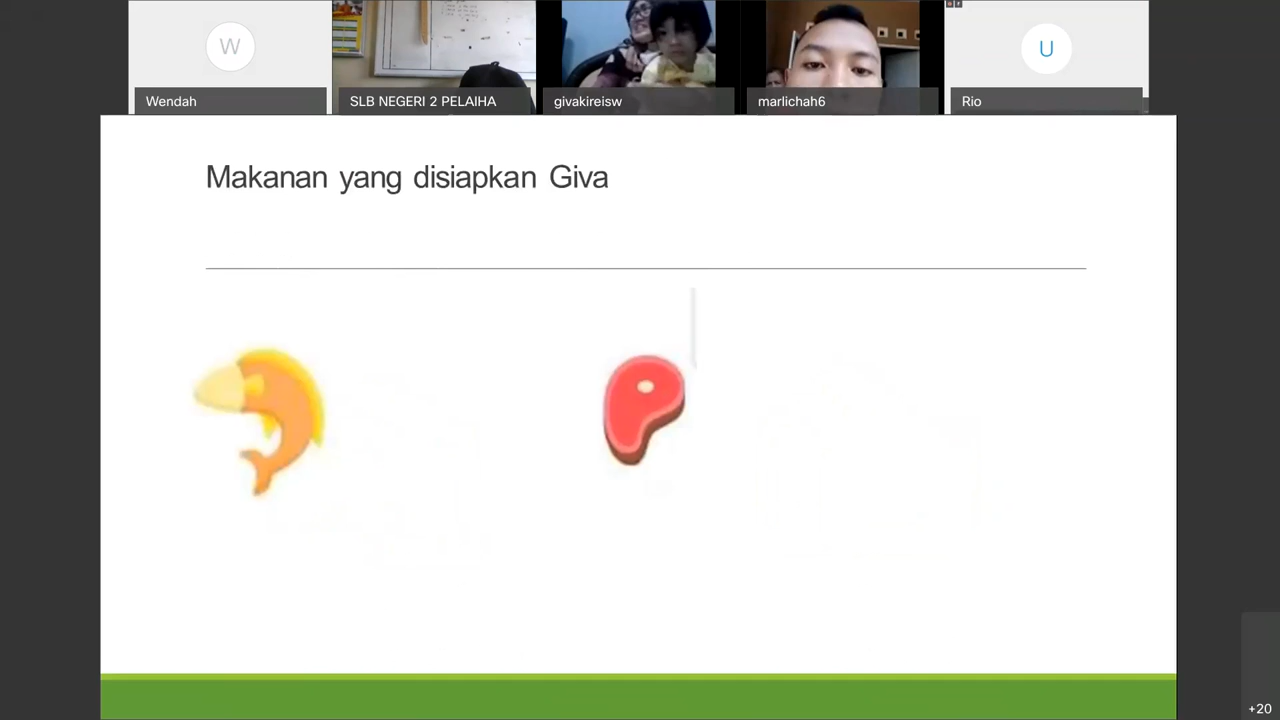 W
U
Wendah
SLB NEGERI 2 PELAIHA
givakireisw
marlichah6
Rio
Makanan yang disiapkan Giva
+20